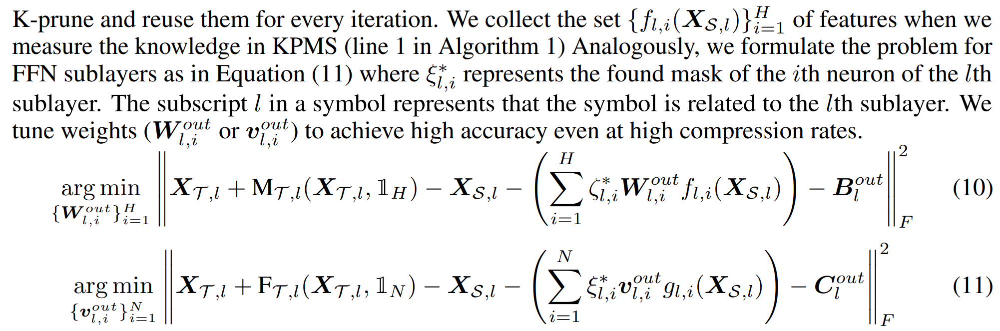 K-prune and reuse them for every iteration. We collect the set $\{f_{l,i}(\boldsymbol{X}_{\mathcal{S},l})\}_{i=1}^{H}$ of features when we
measure the knowledge in KPMS (line 1 in Algorithm 1) Analogously, we formulate the problem for
FFN sublayers as in Equation (11) where $\xi_{l,i}^{*}$ represents the found mask of the $i$th neuron of the $l$th
sublayer. The subscript $l$ in a symbol represents that the symbol is related to the $l$th sublayer. We
tune weights ($\boldsymbol{W}_{l,i}^{out}$ or $\boldsymbol{v}_{l,i}^{out}$) to achieve high accuracy even at high compression rates.
$$\underset{\{\boldsymbol{W}_{l,i}^{out}\}_{i=1}^{H}}{\arg\min} \left\| \boldsymbol{X}_{\mathcal{T},l} + \mathrm{M}_{\mathcal{T},l}(\boldsymbol{X}_{\mathcal{T},l}, \mathbb{1}_H) - \boldsymbol{X}_{\mathcal{S},l} - \left( \sum_{i=1}^{H} \zeta_{l,i}^{*} \boldsymbol{W}_{l,i}^{out} f_{l,i}(\boldsymbol{X}_{\mathcal{S},l}) \right) - \boldsymbol{B}_{l}^{out} \right\|_F^2 \quad (10)$$
$$\underset{\{\boldsymbol{v}_{l,i}^{out}\}_{i=1}^{N}}{\arg\min} \left\| \boldsymbol{X}_{\mathcal{T},l} + \mathrm{F}_{\mathcal{T},l}(\boldsymbol{X}_{\mathcal{T},l}, \mathbb{1}_N) - \boldsymbol{X}_{\mathcal{S},l} - \left( \sum_{i=1}^{N} \xi_{l,i}^{*} \boldsymbol{v}_{l,i}^{out} g_{l,i}(\boldsymbol{X}_{\mathcal{S},l}) \right) - \boldsymbol{C}_{l}^{out} \right\|_F^2 \quad (11)$$